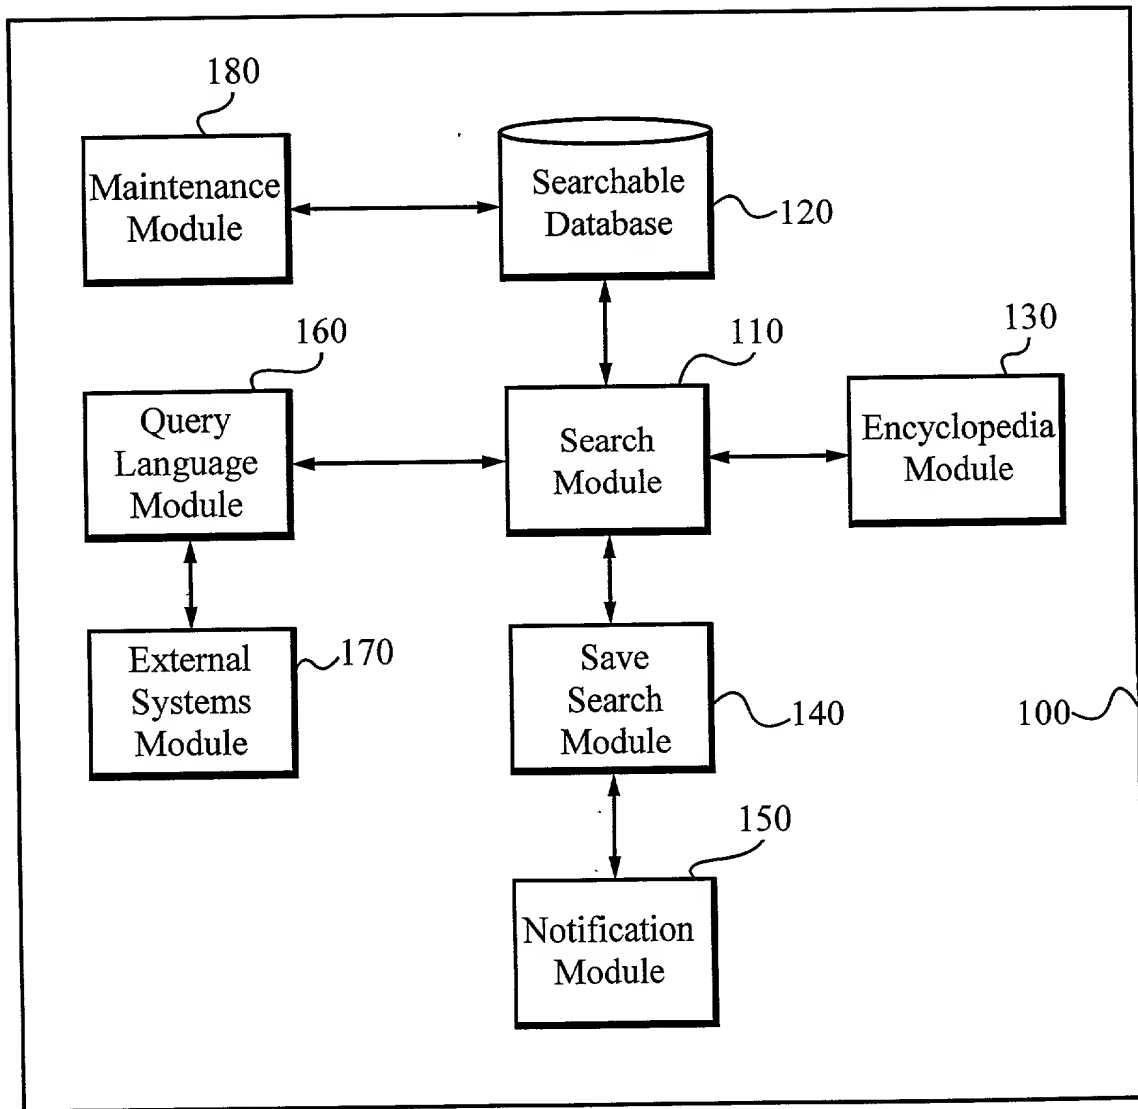 180
Maintenance
Module
Searchable
Database
120
160
110
130
Query
Language
Module
Search
Module
Encyclopedia
Module
External
Systems
Module
170
Save
Search
Module
140
100
150
Notification
Module